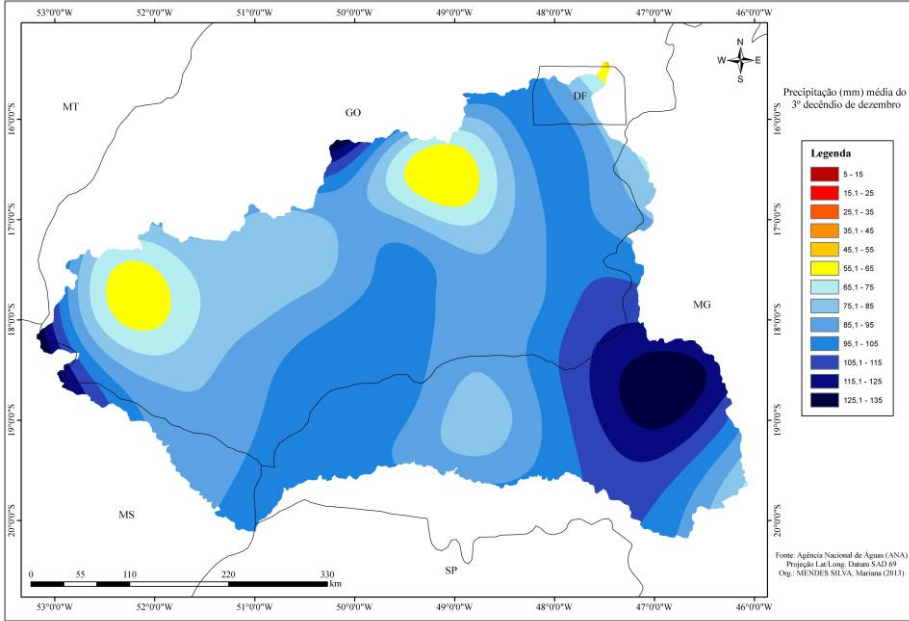 53°0'0"W 52°0'0"W 51°0'0"W 50°0'0"W 49°0'0"W 48°0'0"W 47°0'0"W 46°0'0"W
N
W E
S
MT
GO
DF
MG
MS
SP
16°0'0"S
17°0'0"S
18°0'0"S
19°0'0"S
20°0'0"S
16°0'0"S
17°0'0"S
18°0'0"S
19°0'0"S
20°0'0"S
Precipitação (mm) média do
3º decêndio de dezembro
Legenda
5 - 15
15,1 - 25
25,1 - 35
35,1 - 45
45,1 - 55
55,1 - 65
65,1 - 75
75,1 - 85
85,1 - 95
95,1 - 105
105,1 - 115
115,1 - 125
125,1 - 135
0 55 110 220 330
km
53°0'0"W 52°0'0"W 51°0'0"W 50°0'0"W 49°0'0"W 48°0'0"W 47°0'0"W 46°0'0"W
Fonte: Agência Nacional de Águas (ANA)
Projeção Lat/Long. Datum SAD 69
Org.: MENDES SILVA, Mariana (2013)